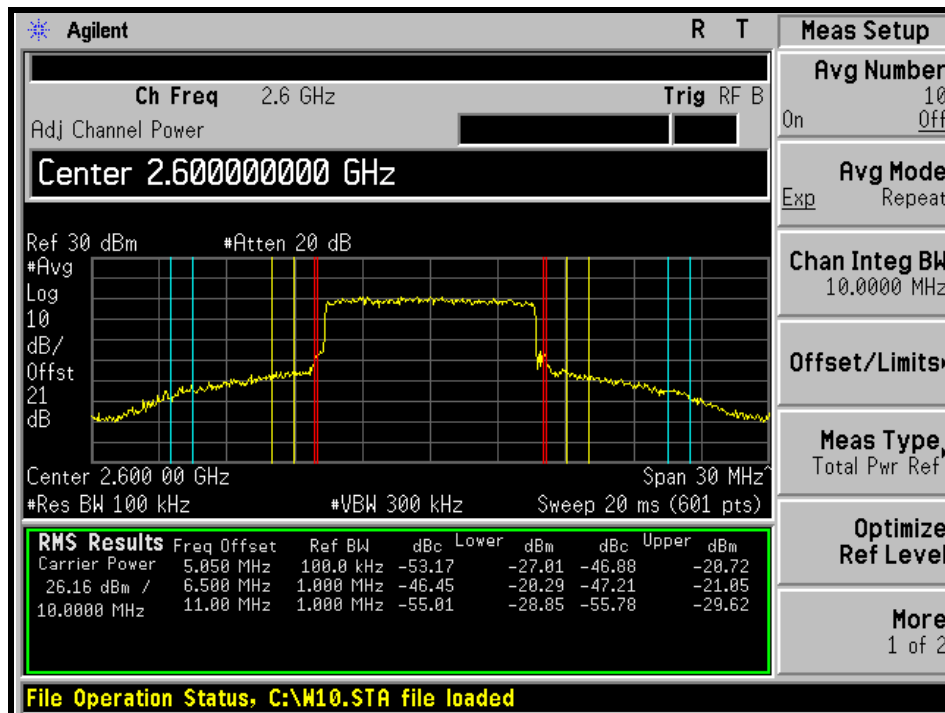 Agilent R T
Ch Freq 2.6 GHz Trig RF B
Adj Channel Power
Center 2.600000000 GHz
Ref 30 dBm #Atten 20 dB
#Avg
Log
10
dB/
Offst
21
dB
Center 2.600 00 GHz Span 30 MHz^
#Res BW 100 kHz #VBW 300 kHz Sweep 20 ms (601 pts)
RMS Results Freq Offset Ref BW dBc Lower dBm dBc Upper dBm
Carrier Power 5.050 MHz 100.0 kHz -53.17 -27.01 -46.88 -20.72
26.16 dBm / 6.500 MHz 1.000 MHz -46.45 -20.29 -47.21 -21.05
10.0000 MHz 11.00 MHz 1.000 MHz -55.01 -28.85 -55.78 -29.62
File Operation Status, C:\W10.STA file loaded
Meas Setup
Avg Number
10
On Off
Avg Mode
Exp Repeat
Chan Integ BW
10.0000 MHz
Offset/Limits
Meas Type
Total Pwr Ref
Optimize
Ref Level
More
1 of 2